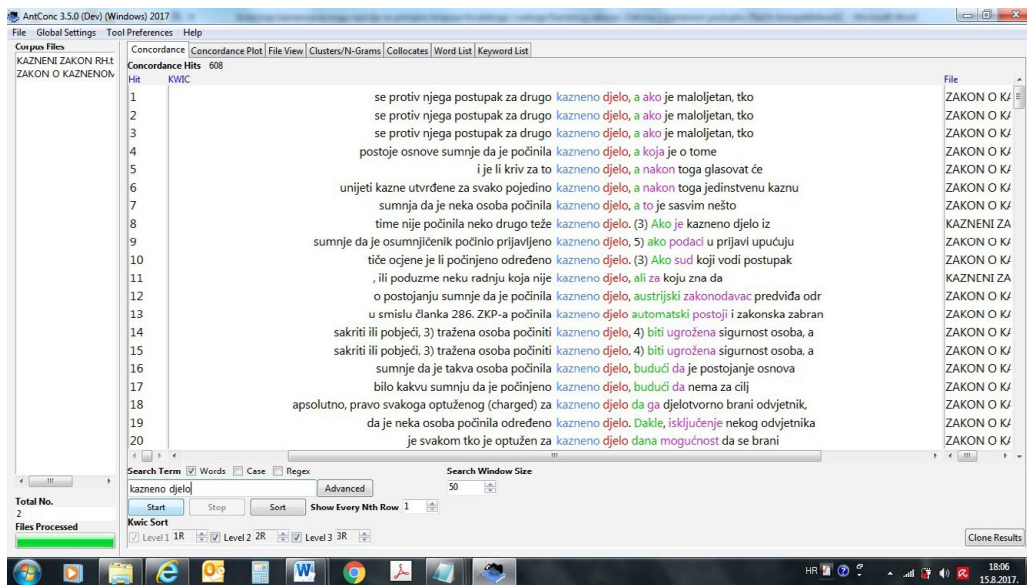 AntConc 3.5.0 (Dev) (Windows) 2017
File Global Settings Tool Preferences Help
Corpus Files
KAZNENI ZAKON RH.t
ZAKON O KAZNENOM
Total No.
2
Files Processed
Concordance Concordance Plot File View Clusters/N-Grams Collocates Word List Keyword List
Concordance Hits 608
Hit KWIC File
1 se protiv njega postupak za drugo kazneno djelo, a ako je maloljetan, tko ZAKON O KA
2 se protiv njega postupak za drugo kazneno djelo, a ako je maloljetan, tko ZAKON O KA
3 se protiv njega postupak za drugo kazneno djelo, a ako je maloljetan, tko ZAKON O KA
4 postoje osnove sumnje da je počinila kazneno djelo, a koja je o tome ZAKON O KA
5 i je li kriv za to kazneno djelo, a nakon toga glasovat će ZAKON O KA
6 unijeti kazne utvrđene za svako pojedino kazneno djelo, a nakon toga jedinstvenu kaznu ZAKON O KA
7 sumnja da je neka osoba počinila kazneno djelo, a to je sasvim nešto ZAKON O KA
8 time nije počinila neko drugo teže kazneno djelo. (3) Ako je kazneno djelo iz KAZNENI ZA
9 sumnje da je osumnjičenik počinio prijavljeno kazneno djelo, 5) ako podaci u prijavi upućuju ZAKON O KA
10 tiče ocjene je li počinjeno određeno kazneno djelo. (3) Ako sud koji vodi postupak ZAKON O KA
11 , ili poduzme neku radnju koja nije kazneno djelo, ali za koju zna da KAZNENI ZA
12 o postojanju sumnje da je počinila kazneno djelo, austrijski zakonodavac predviđa odr ZAKON O KA
13 u smislu članka 286. ZKP-a počinila kazneno djelo automatski postoji i zakonska zabran ZAKON O KA
14 sakriti ili pobjeći, 3) tražena osoba počiniti kazneno djelo, 4) biti ugrožena sigurnost osoba, a ZAKON O KA
15 sakriti ili pobjeći, 3) tražena osoba počiniti kazneno djelo, 4) biti ugrožena sigurnost osoba, a ZAKON O KA
16 sumnje da je takva osoba počinila kazneno djelo, budući da je postojanje osnova ZAKON O KA
17 bilo kakvu sumnju da je počinjeno kazneno djelo, budući da nema za cilj ZAKON O KA
18 apsolutno, pravo svakoga optuženog (charged) za kazneno djelo da ga djelotvorno brani odvjetnik, ZAKON O KA
19 da je neka osoba počinila određeno kazneno djelo. Dakle, isključenje nekog odvjetnika ZAKON O KA
20 je svakom tko je optužen za kazneno djelo dana mogućnost da se brani ZAKON O KA
Search Term Words Case Regex Search Window Size
kazneno djelo Advanced 50
Start Stop Sort Show Every Nth Row 1
Kwic Sort
Level 1 1R Level 2 2R Level 3 3R Clone Results
HR 18:06
15.8.2017